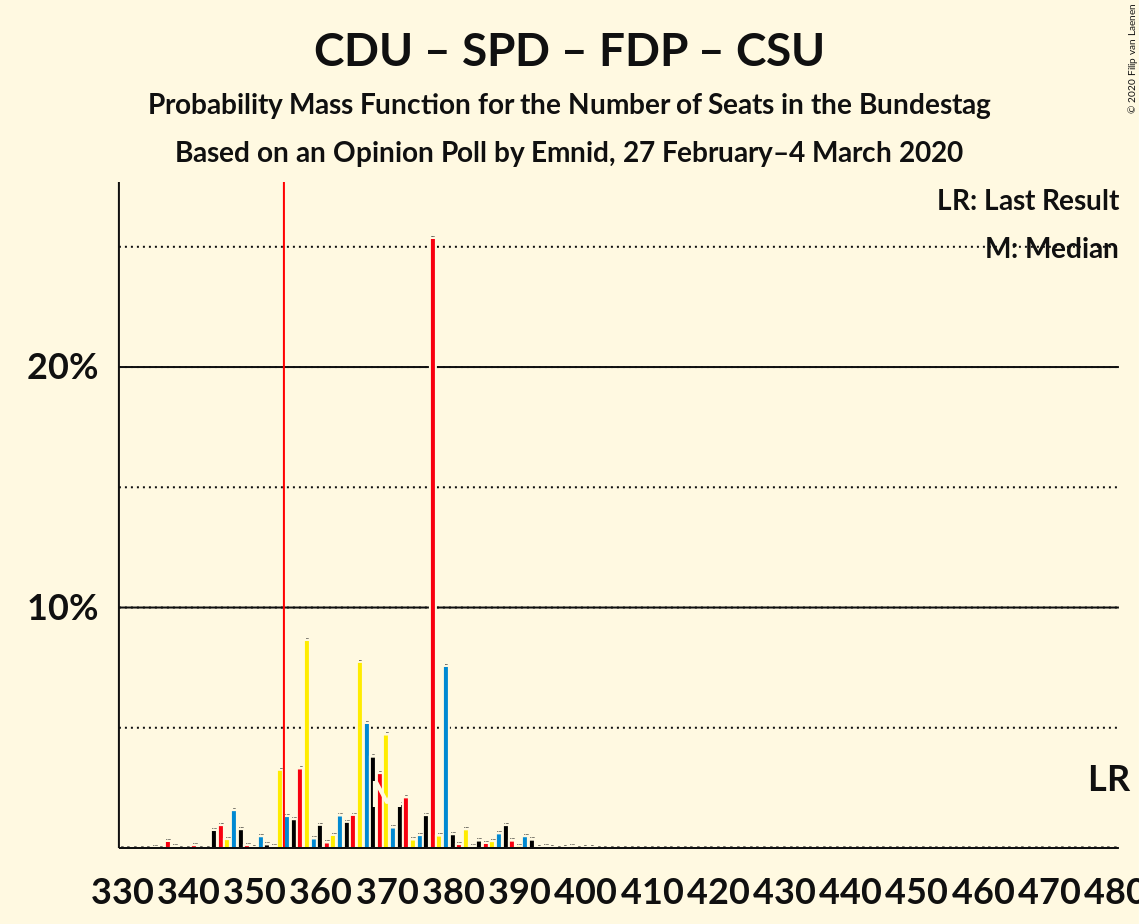 CDU – SPD – FDP – CSU
Probability Mass Function for the Number of Seats in the Bundestag
Based on an Opinion Poll by Emnid, 27 February–4 March 2020
© 2020 Filip van Laenen
LR: Last Result
M: Median
20%
10%
LR
330 340 350 360 370 380 390 400 410 420 430 440 450 460 470 480